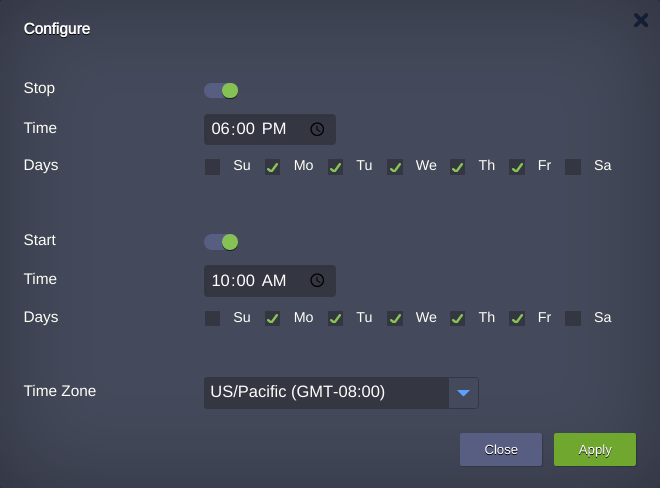 Configure
Stop
Time 06:00 PM
Days Su Mo Tu We Th Fr Sa
Start
Time 10:00 AM
Days Su Mo Tu We Th Fr Sa
Time Zone US/Pacific (GMT-08:00)
Close Apply